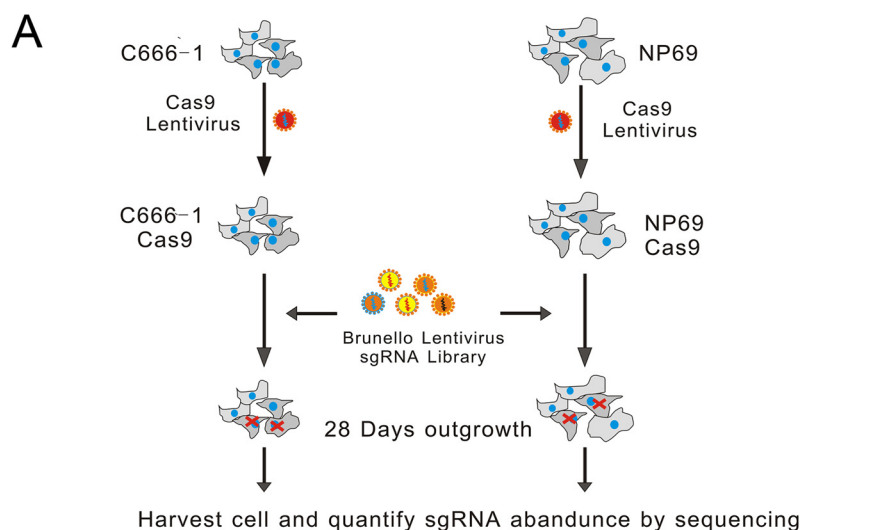 A
C666-1
NP69
Cas9
Lentivirus
Cas9
Lentivirus
C666-1
Cas9
NP69
Cas9
Brunello Lentivirus
sgRNA Library
28 Days outgrowth
Harvest cell and quantify sgRNA abandunce by sequencing